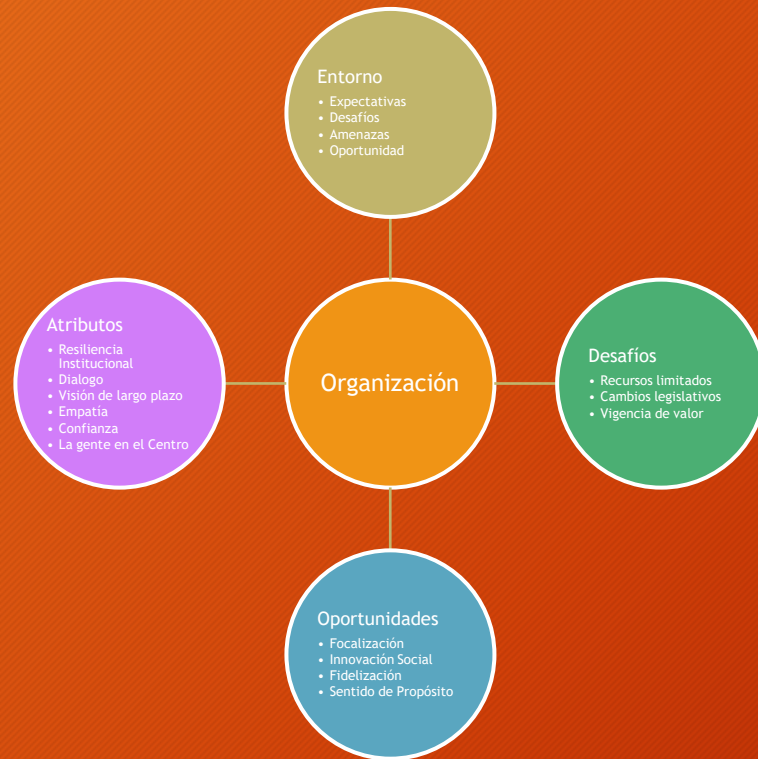 Entorno
• Expectativas
• Desafíos
• Amenazas
• Oportunidad
Atributos
• Resiliencia
Institucional
• Dialogo
• Visión de largo plazo
• Empatía
• Confianza
• La gente en el Centro
Organización
Desafíos
• Recursos limitados
• Cambios legislativos
• Vigencia de valor
Oportunidades
• Focalización
• Innovación Social
• Fidelización
• Sentido de Propósito